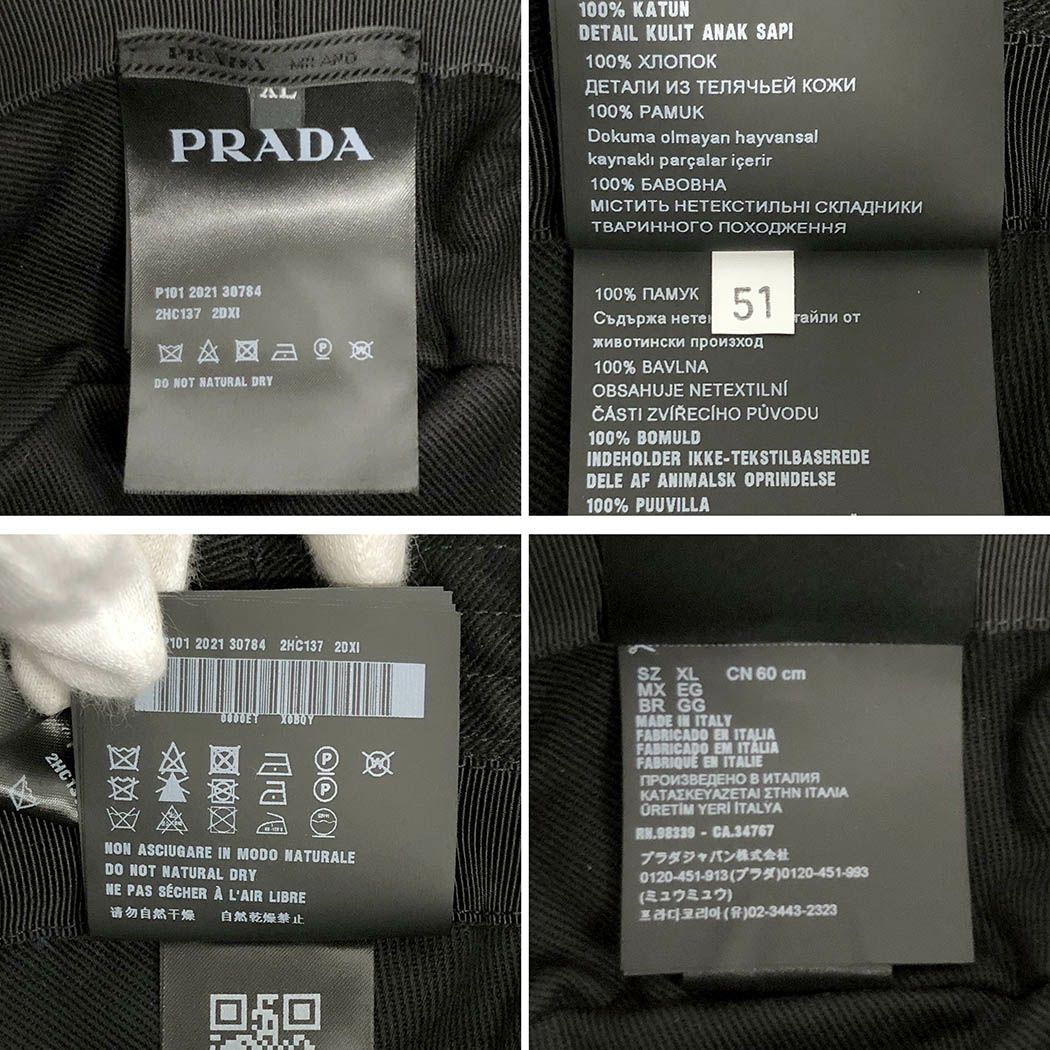 PRADA MILANO
XL
PRADA
P101 2021 30784
2HC137 2DXI
DO NOT NATURAL DRY
100% KATUN
DETAIL KULIT ANAK SAPI
100% ХЛОПОК
ДЕТАЛИ ИЗ ТЕЛЯЧЬЕЙ КОЖИ
100% PAMUK
Dokuma olmayan hayvansal
kaynaklı parçalar içerir
100% БАВОВНА
МІСТИТЬ НЕТЕКСТИЛЬНІ СКЛАДНИКИ
ТВАРИННОГО ПОХОДЖЕННЯ
51
100% ПАМУК
Съдържа от
животински произход
100% BAVLNA
OBSAHUJE NETEXTILNÍ
ČÁSTI ZVÍŘECÍHO PŮVODU
100% BOMULD
INDEHOLDER IKKE-TEKSTILBASEREDE
DELE AF ANIMALSK OPRINDELSE
100% PUUVILLA
P101 2021 30784 2HC137 2DXI
0000ET X0BQY
2HC1
NON ASCIUGARE IN MODO NATURALE
DO NOT NATURAL DRY
NE PAS SÉCHER À L'AIR LIBRE
请勿自然干燥 自然乾燥禁止
SZ XL CN 60 cm
MX EG
BR GG
MADE IN ITALY
FABRICADO EN ITALIA
FABRICADO EM ITÁLIA
FABRIQUÉ EN ITALIE
ПРОИЗВЕДЕНО В ИТАЛИЯ
ΚΑΤΑΣΚΕΥΑΖΕΤΑΙ ΣΤΗΝ ΙΤΑΛΙΑ
ÜRETİM YERİ İTALYA
RN.98339 - CA.34767
プラダジャパン株式会社
0120-451-913(プラダ)0120-451-993
(ミュウミュウ)
프라다코리아(유)02-3443-2323